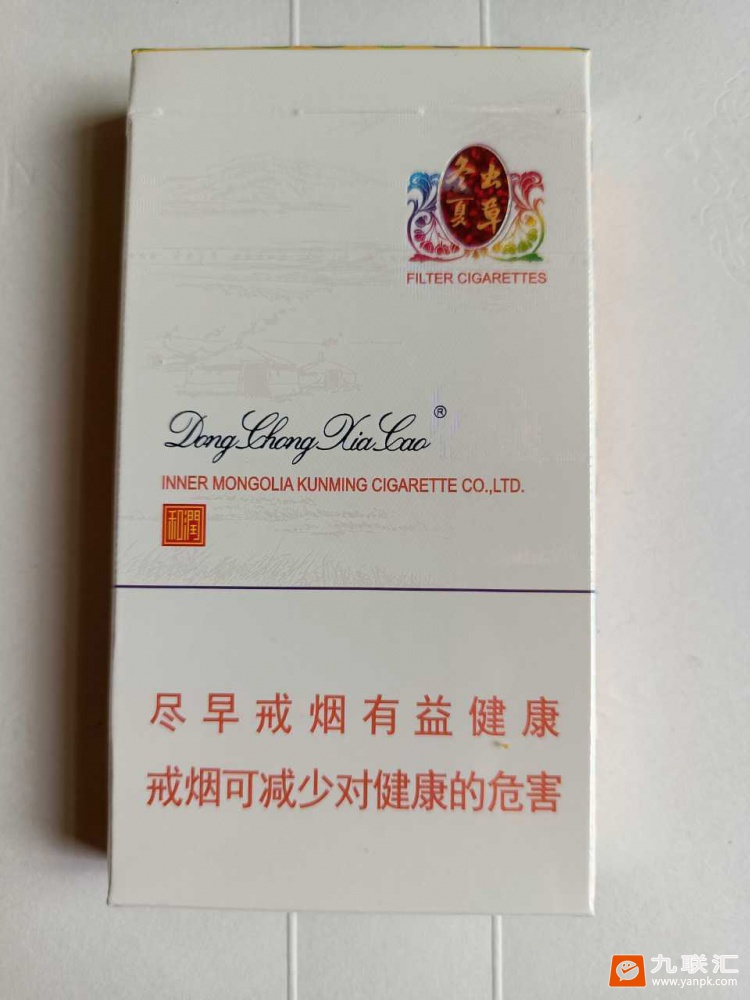 冬虫
夏草
FILTER CIGARETTES
Dong Chong Xia Cao®
INNER MONGOLIA KUNMING CIGARETTE CO.,LTD.
和潤
尽早戒烟有益健康
戒烟可减少对健康的危害
九联汇
www.yanpk.com